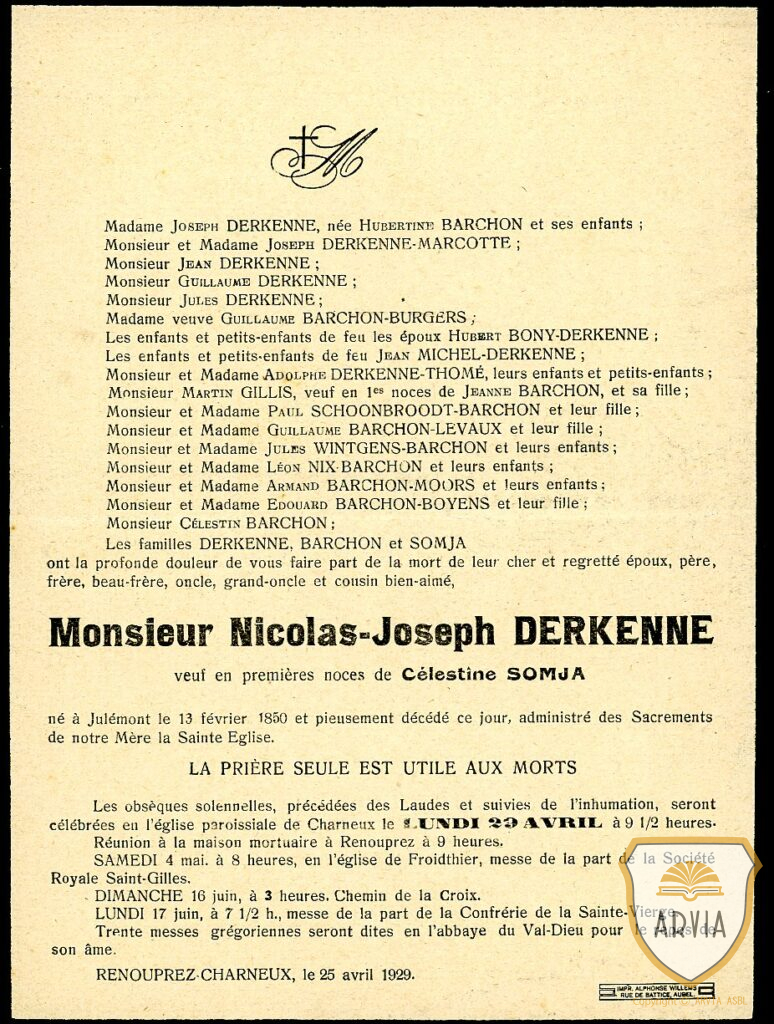 M
Madame Joseph DERKENNE, née Hubertine BARCHON et ses enfants ;
Monsieur et Madame Joseph DERKENNE-MARCOTTE ;
Monsieur Jean DERKENNE ;
Monsieur Guillaume DERKENNE ;
Monsieur Jules DERKENNE ;
Madame veuve Guillaume BARCHON-BURGERS ;
Les enfants et petits-enfants de feu les époux Hubert BONY-DERKENNE ;
Les enfants et petits-enfants de feu Jean MICHEL-DERKENNE ;
Monsieur et Madame Adolphe DERKENNE-THOMÉ, leurs enfants et petits-enfants ;
Monsieur Martin GILLIS, veuf en 1es noces de Jeanne BARCHON, et sa fille ;
Monsieur et Madame Paul SCHOONBROODT-BARCHON et leur fille ;
Monsieur et Madame Guillaume BARCHON-LEVAUX et leur fille ;
Monsieur et Madame Jules WINTGENS-BARCHON et leurs enfants ;
Monsieur et Madame Léon NIX-BARCHON et leurs enfants ;
Monsieur et Madame Armand BARCHON-MOORS et leurs enfants ;
Monsieur et Madame Edouard BARCHON-BOYENS et leur fille ;
Monsieur Célestin BARCHON ;
Les familles DERKENNE, BARCHON et SOMJA
ont la profonde douleur de vous faire part de la mort de leur cher et regretté époux, père,
frère, beau-frère, oncle, grand-oncle et cousin bien-aimé,
Monsieur Nicolas-Joseph DERKENNE
veuf en premières noces de Célestine SOMJA
né à Julémont le 13 février 1850 et pieusement décédé ce jour, administré des Sacrements
de notre Mère la Sainte Eglise.
LA PRIÈRE SEULE EST UTILE AUX MORTS
Les obsèques solennelles, précédées des Laudes et suivies de l'inhumation, seront
célébrées en l'église paroissiale de Charneux le LUNDI 29 AVRIL à 9 1/2 heures.
Réunion à la maison mortuaire à Renouprez à 9 heures.
SAMEDI 4 mai. à 8 heures, en l'église de Froidthier, messe de la part de la Société
Royale Saint-Gilles.
DIMANCHE 16 juin, à 3 heures. Chemin de la Croix.
LUNDI 17 juin, à 7 1/2 h., messe de la part de la Confrérie de la Sainte-Vierge.
Trente messes grégoriennes seront dites en l'abbaye du Val-Dieu pour le repos de
son âme.
RENOUPREZ-CHARNEUX, le 25 avril 1929.
IMPR. ALPHONSE WILLEMS
RUE DE BATTICE, AUBEL.
ARVIA
COPYRIGHT © ARVIA ASBL